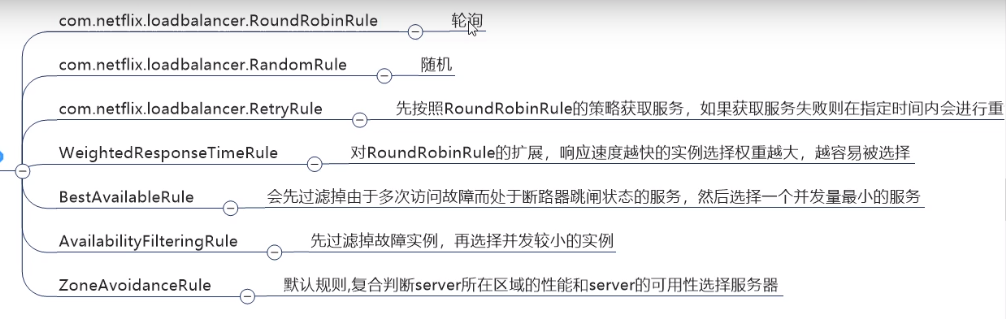 com.netflix.loadbalancer.RoundRobinRule 轮询
com.netflix.loadbalancer.RandomRule 随机
com.netflix.loadbalancer.RetryRule 先按照RoundRobinRule的策略获取服务，如果获取服务失败则在指定时间内会进行重
WeightedResponseTimeRule 对RoundRobinRule的扩展，响应速度越快的实例选择权重越大，越容易被选择
BestAvailableRule 会先过滤掉由于多次访问故障而处于断路器跳闸状态的服务，然后选择一个并发量最小的服务
AvailabilityFilteringRule 先过滤掉故障实例，再选择并发较小的实例
ZoneAvoidanceRule 默认规则,复合判断server所在区域的性能和server的可用性选择服务器